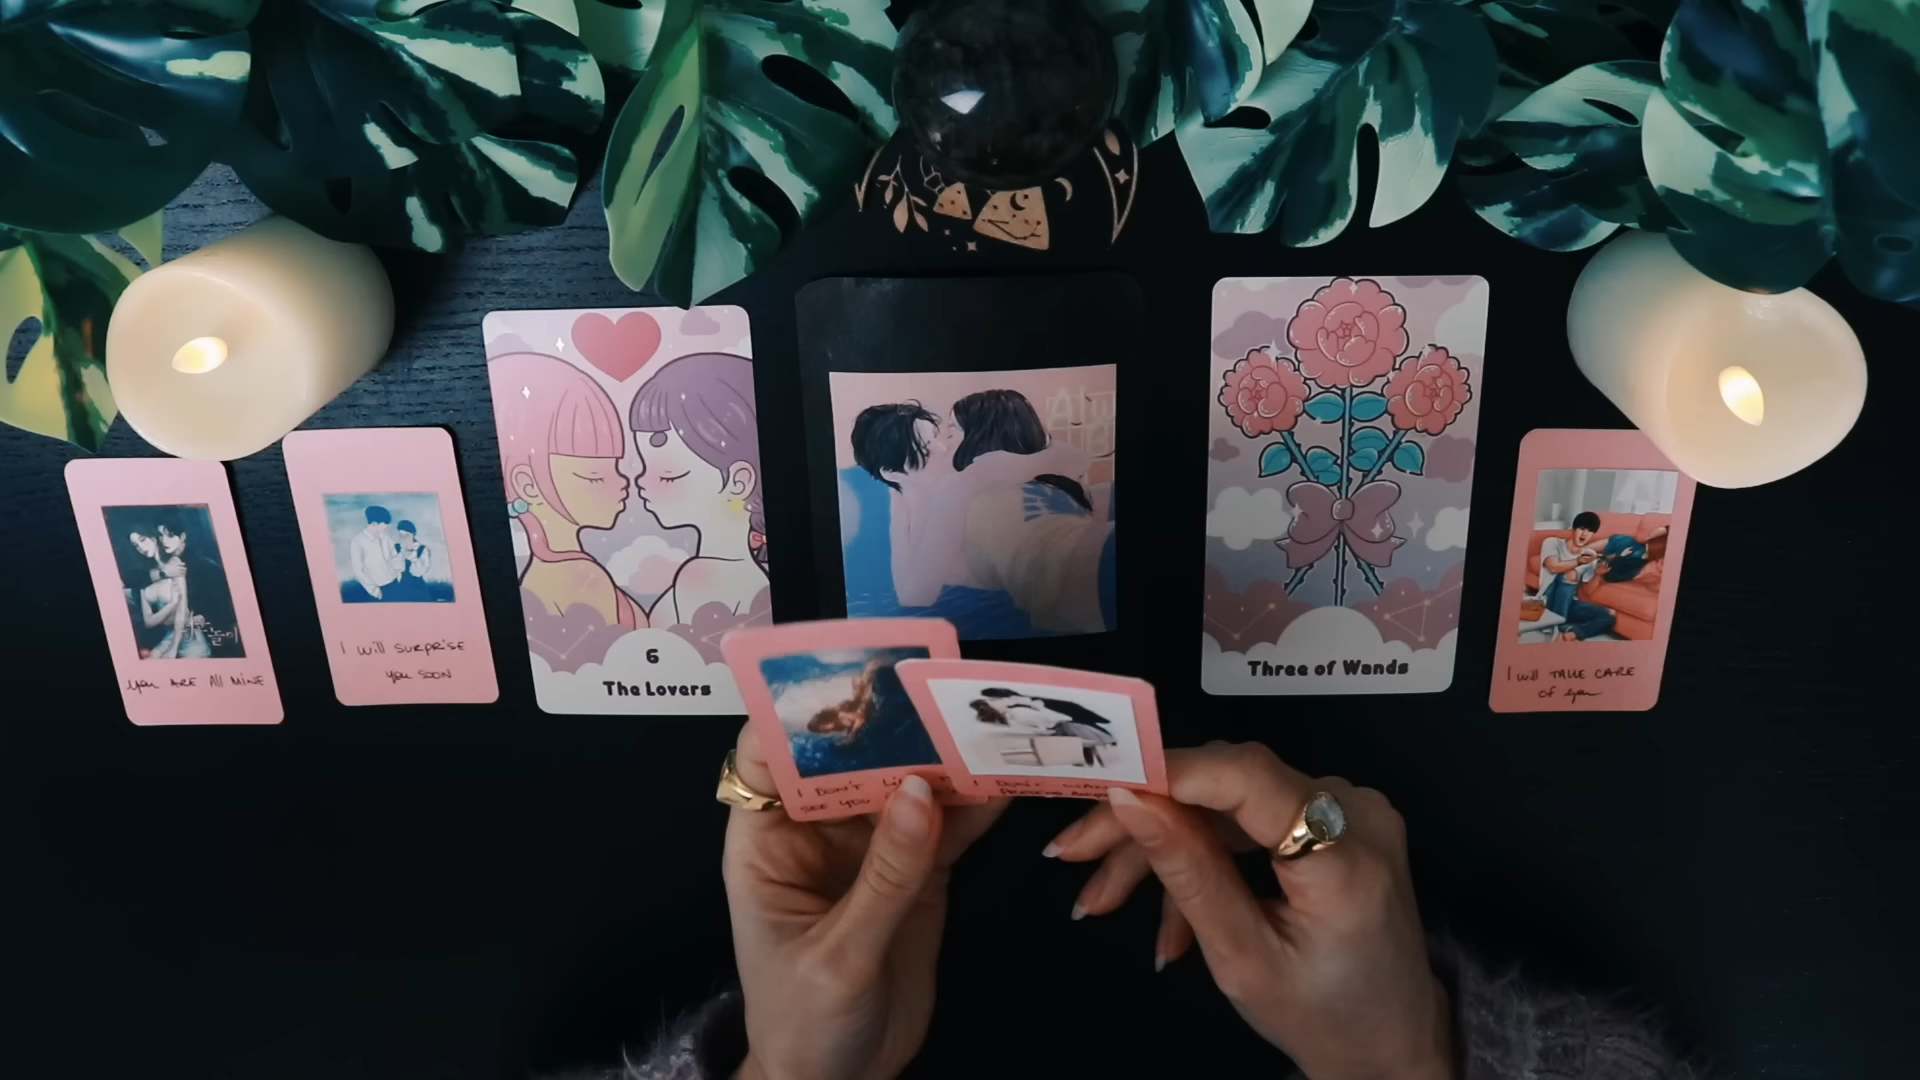 you ARE All MiNE
I will SURPRiSE
you SOON
6
The Lovers
I DON'T
SEE YOU
I DON'T
Three of Wands
I will TAKE CARE
of you